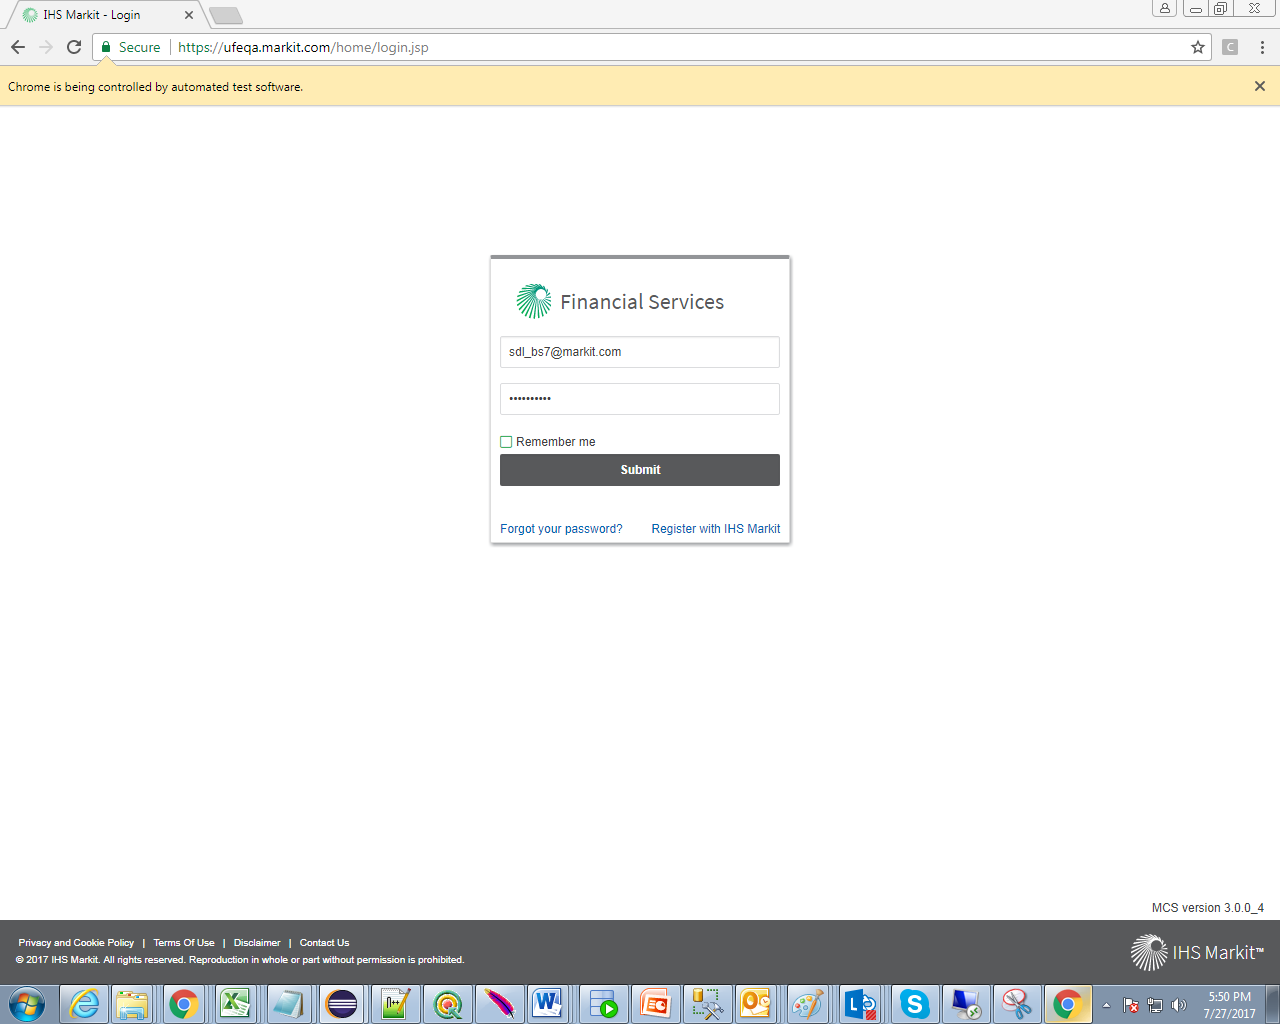 IHS Markit - Login
Secure
https://ufeqa.markit.com/home/login.jsp
C
Chrome is being controlled by automated test software.
Financial Services
sdl_bs7@markit.com
••••••••••
Remember me
Submit
Forgot your password? Register with IHS Markit
MCS version 3.0.0_4
Privacy and Cookie Policy | Terms Of Use | Disclaimer | Contact Us
© 2017 IHS Markit. All rights reserved. Reproduction in whole or part without permission is prohibited.
IHS Markit™
5:50 PM
7/27/2017